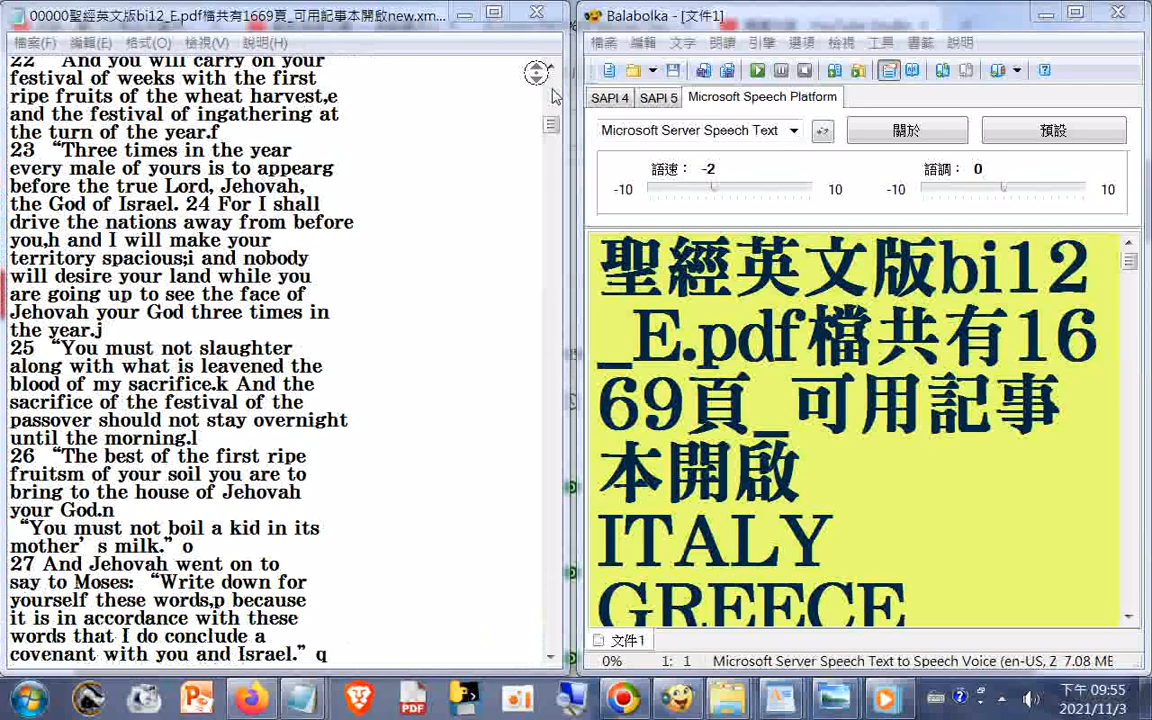 00000聖經英文版bi12_E.pdf檔共有1669頁_可用記事本開啟new.xm...
檔案(F) 編輯(E) 格式(O) 檢視(V) 說明(H)
22 And you will carry on your
festival of weeks with the first
ripe fruits of the wheat harvest,e
and the festival of ingathering at
the turn of the year.f
23 “Three times in the year
every male of yours is to appearg
before the true Lord, Jehovah,
the God of Israel. 24 For I shall
drive the nations away from before
you,h and I will make your
territory spacious;i and nobody
will desire your land while you
are going up to see the face of
Jehovah your God three times in
the year.j
25 “You must not slaughter
along with what is leavened the
blood of my sacrifice.k And the
sacrifice of the festival of the
passover should not stay overnight
until the morning.l
26 “The best of the first ripe
fruitsm of your soil you are to
bring to the house of Jehovah
your God.n
“You must not boil a kid in its
mother’s milk.” o
27 And Jehovah went on to
say to Moses: “Write down for
yourself these words,p because
it is in accordance with these
words that I do conclude a
covenant with you and Israel.” q
Balabolka - [文件1]
檔案 編輯 文字 朗讀 引擎 選項 檢視 工具 書籤 說明
SAPI 4 SAPI 5 Microsoft Speech Platform
Microsoft Server Speech Text 關於 預設
語速: -2 語調: 0
-10 10 -10 10
聖經英文版bi12
_E.pdf檔共有16
69頁_可用記事
本開啟
ITALY
GREECE
文件1
0% 1: 1 Microsoft Server Speech Text to Speech Voice (en-US, Z 7.08 ME
PDF
下午 09:55
2021/11/3